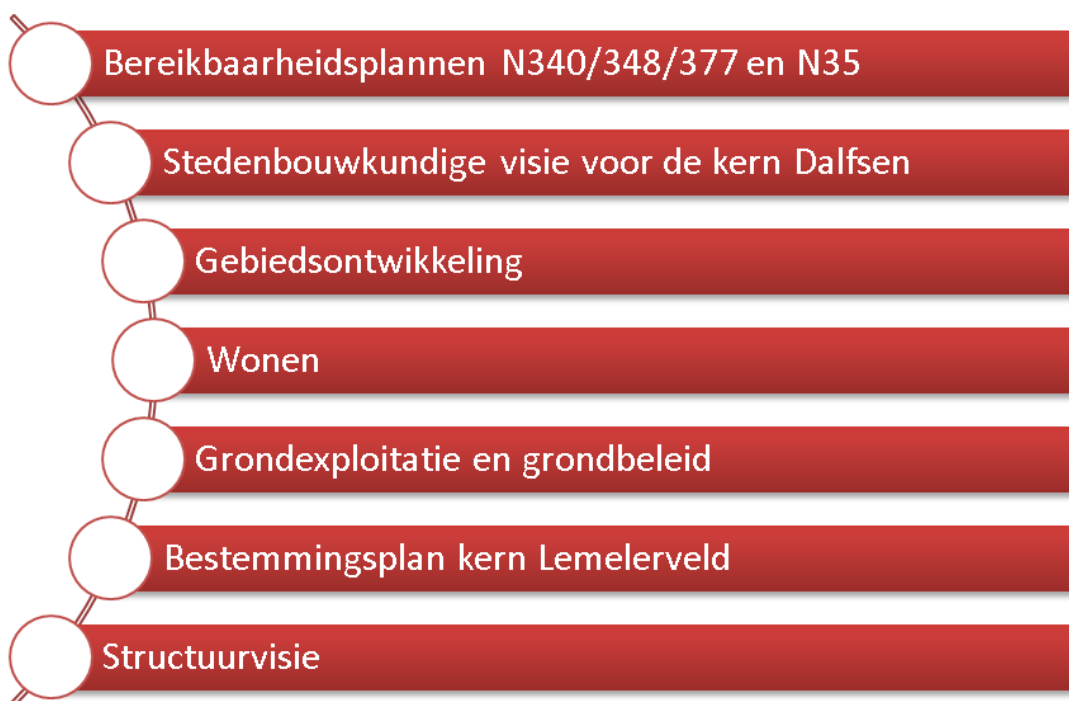 Bereikbaarheidsplannen N340/348/377 en N35
Stedenbouwkundige visie voor de kern Dalfsen
Gebiedsontwikkeling
Wonen
Grondexploitatie en grondbeleid
Bestemmingsplan kern Lemelerveld
Structuurvisie